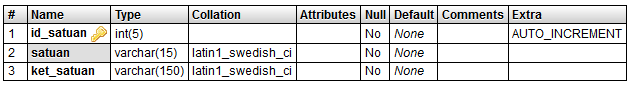 # Name Type Collation Attributes Null Default Comments Extra
1 id_satuan int(5) No None AUTO_INCREMENT
2 satuan varchar(15) latin1_swedish_ci No None
3 ket_satuan varchar(150) latin1_swedish_ci No None